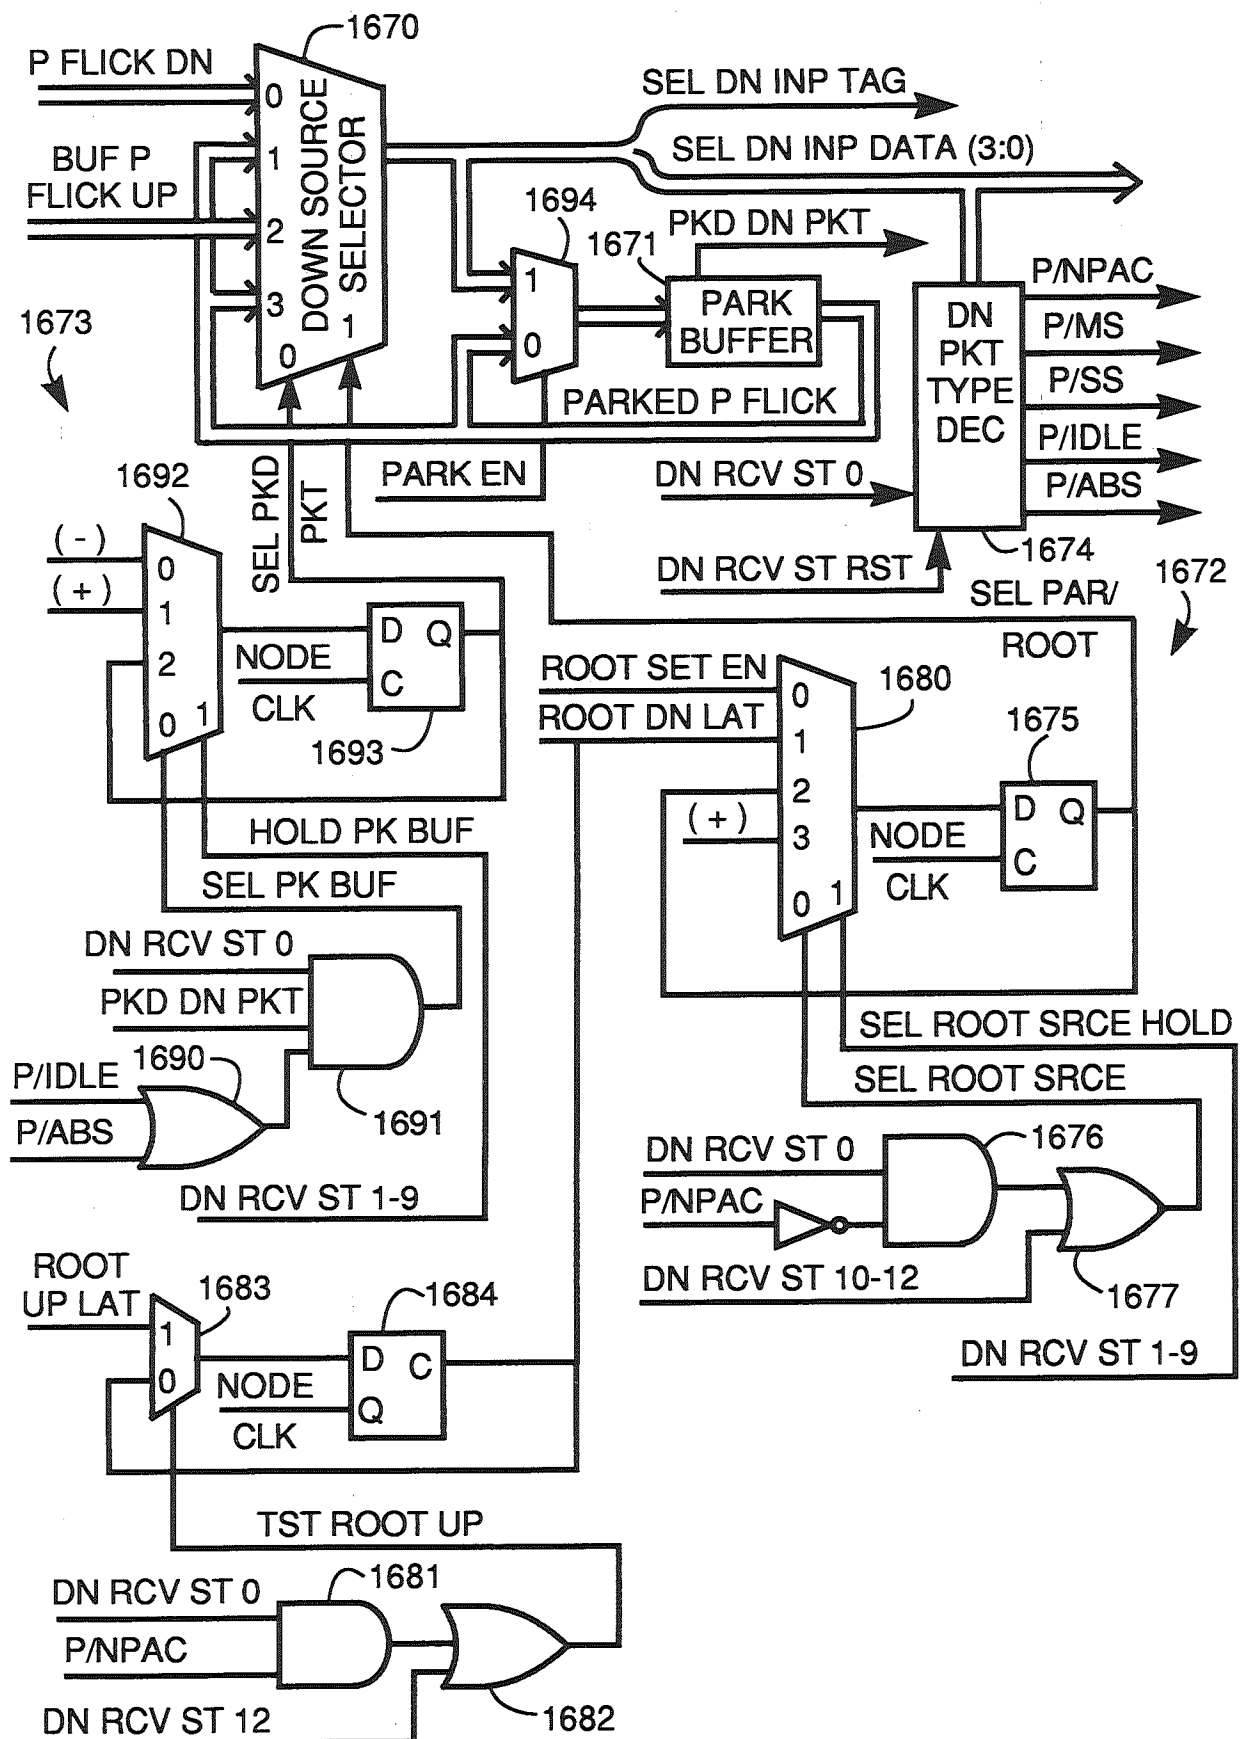 1670
P FLICK DN
0
BUF P
FLICK UP
1
2
3
DOWN SOURCE
SELECTOR
0
1
SEL DN INP TAG
SEL DN INP DATA (3:0)
1694
1
0
1671
PKD DN PKT
PARK
BUFFER
PARKED P FLICK
PARK EN
1673
DN
PKT
TYPE
DEC
P/NPAC
P/MS
P/SS
P/IDLE
P/ABS
DN RCV ST 0
DN RCV ST RST
1674
1672
SEL PKD
PKT
SEL PAR/
ROOT
1692
(-)
(+)
0
1
2
0
1
NODE
CLK
D Q
C
1693
HOLD PK BUF
SEL PK BUF
DN RCV ST 0
PKD DN PKT
1690
P/IDLE
P/ABS
1691
DN RCV ST 1-9
ROOT SET EN
ROOT DN LAT
1680
0
1
2
(+)
3
0
1
1675
D Q
C
NODE
CLK
SEL ROOT SRCE HOLD
SEL ROOT SRCE
1676
DN RCV ST 0
P/NPAC
DN RCV ST 10-12
1677
DN RCV ST 1-9
ROOT
UP LAT
1683
1
0
1684
D C
Q
NODE
CLK
TST ROOT UP
1681
DN RCV ST 0
P/NPAC
DN RCV ST 12
1682